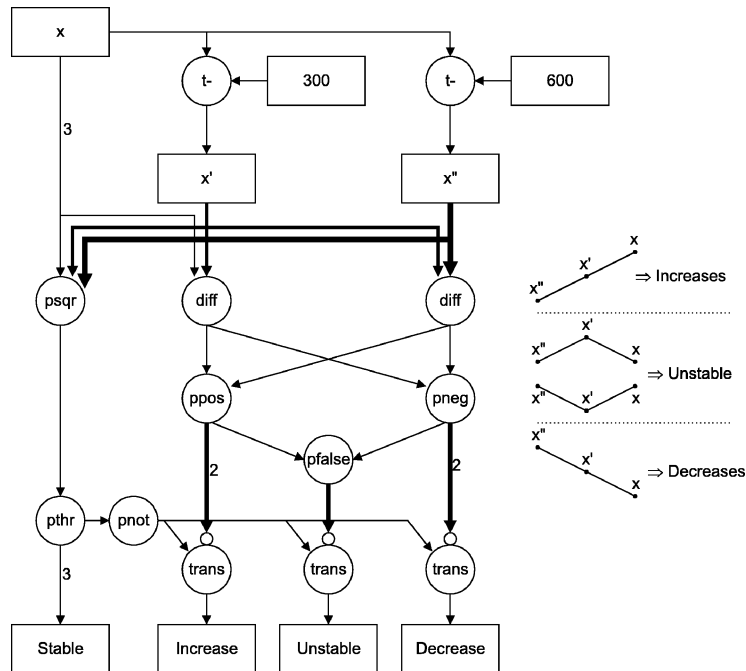 x
t-
300
t-
600
3
x'
x"
psqr
diff
diff
x
x'
x"
⇒ Increases
x'
x"
x
⇒ Unstable
x"
x'
x
ppos
pneg
2
pfalse
2
x"
x'
x
⇒ Decreases
pthr
pnot
trans
trans
trans
3
Stable
Increase
Unstable
Decrease